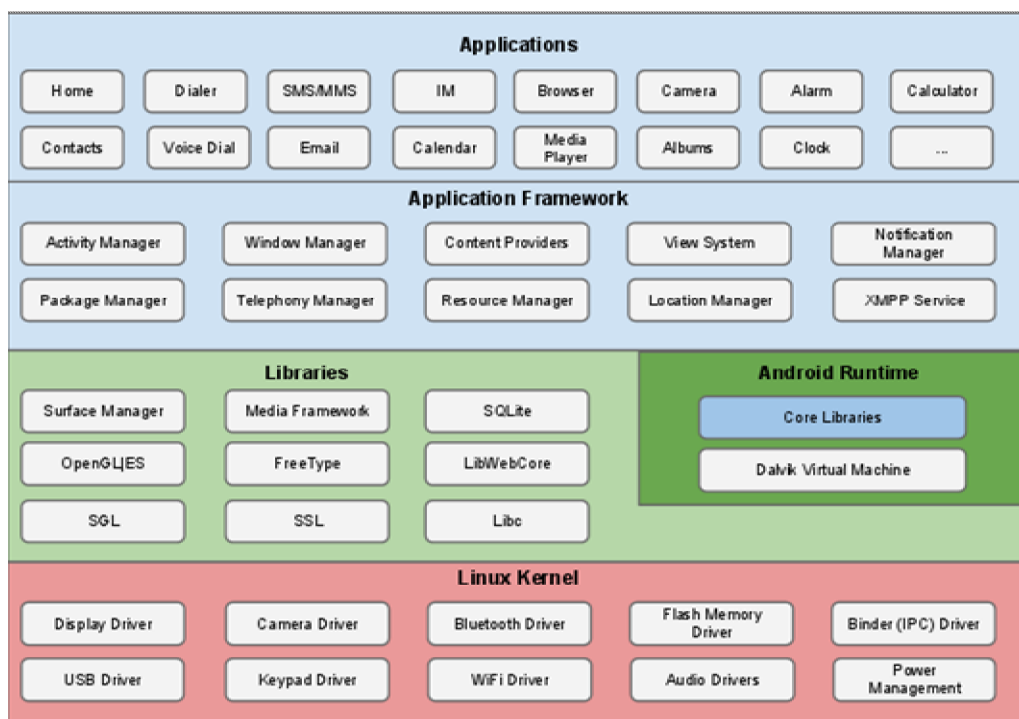 Applications
Home
Dialer
SMS/MMS
IM
Browser
Camera
Alarm
Calculator
Contacts
Voice Dial
Email
Calendar
Media
Player
Albums
Clock
...
Application Framework
Activity Manager
Window Manager
Content Providers
View System
Notification
Manager
Package Manager
Telephony Manager
Resource Manager
Location Manager
XMPP Service
Libraries
Surface Manager
Media Framework
SQLite
OpenGL|ES
FreeType
LibWebCore
SGL
SSL
Libc
Android Runtime
Core Libraries
Dalvik Virtual Machine
Linux Kernel
Display Driver
Camera Driver
Bluetooth Driver
Flash Memory
Driver
Binder (IPC) Driver
USB Driver
Keypad Driver
WiFi Driver
Audio Drivers
Power
Management